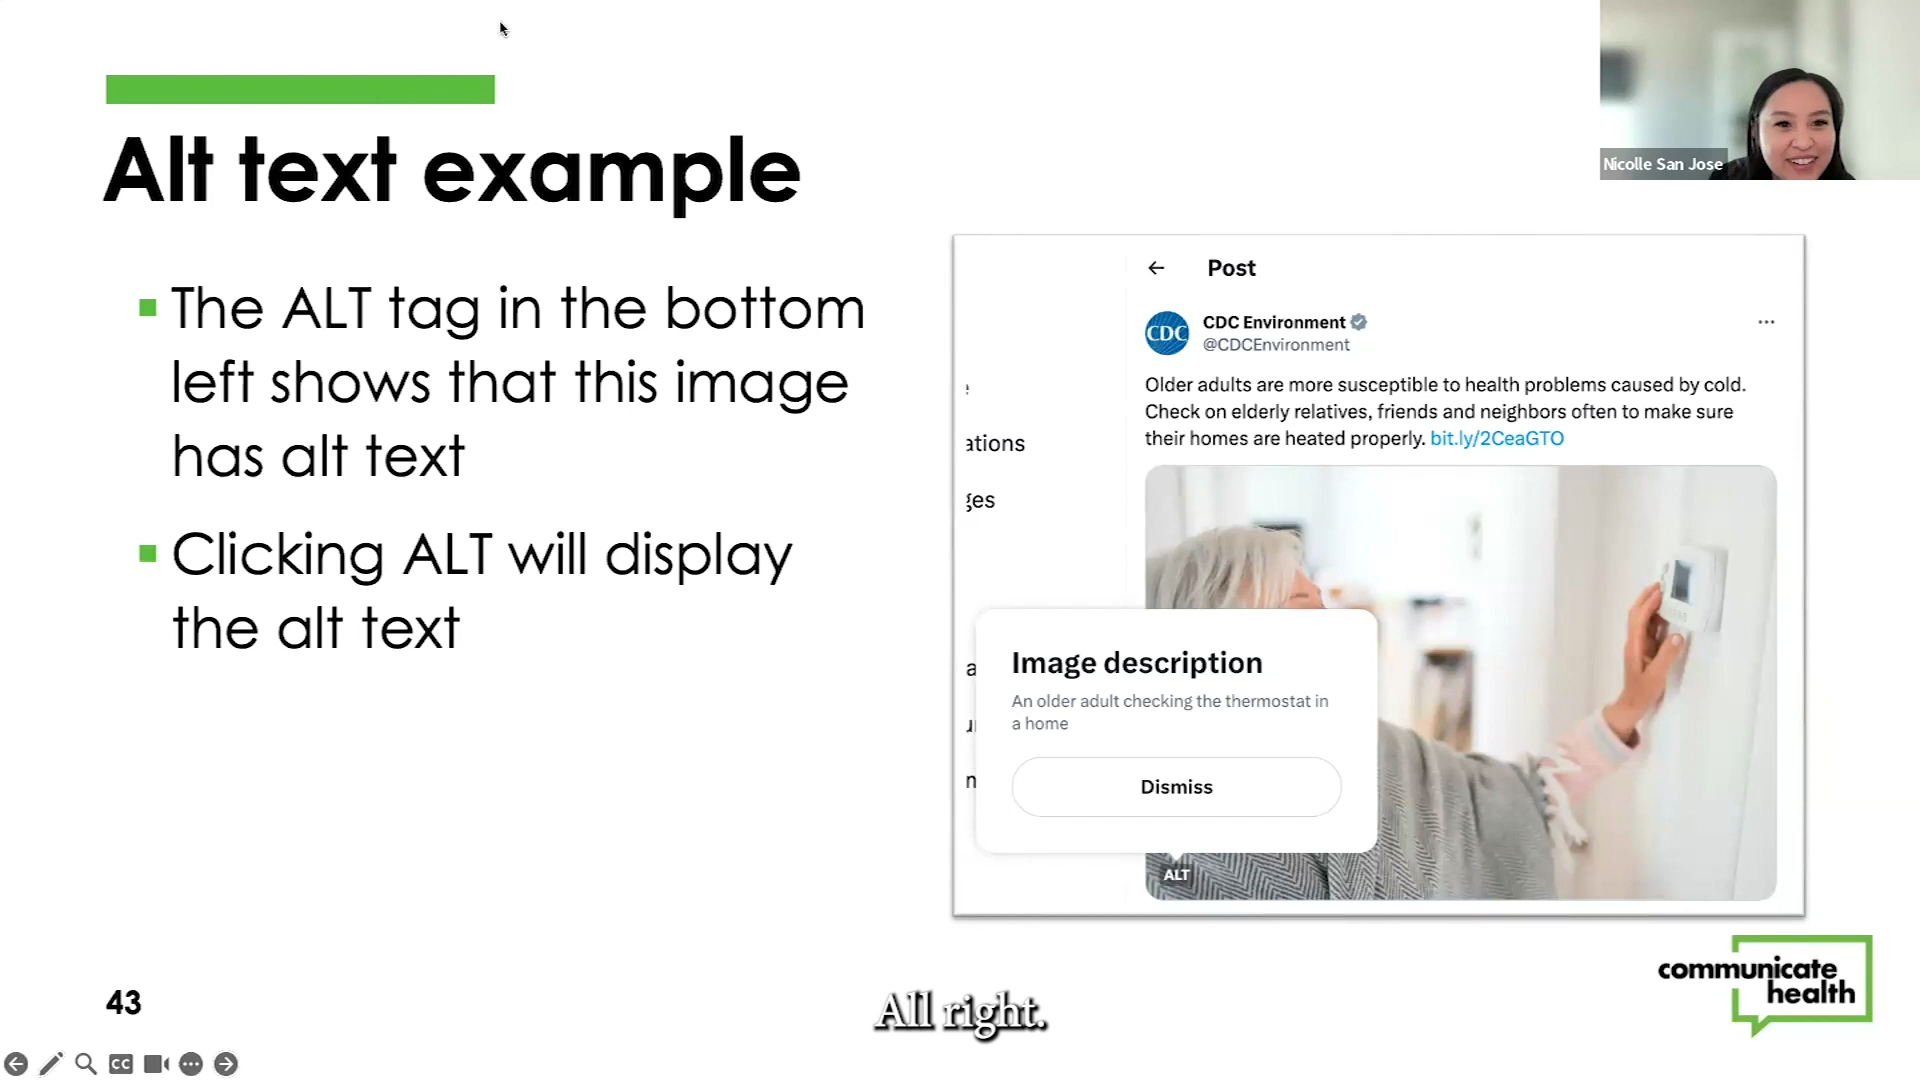 Nicolle San Jose
Alt text example
The ALT tag in the bottom
left shows that this image
has alt text
Clicking ALT will display
the alt text
Post
CDC
CDC Environment
@CDCEnvironment
Older adults are more susceptible to health problems caused by cold.
Check on elderly relatives, friends and neighbors often to make sure
their homes are heated properly. bit.ly/2CeaGTO
ations
ges
Image description
An older adult checking the thermostat in
a home
Dismiss
ALT
communicate
health
43
All right.
CC